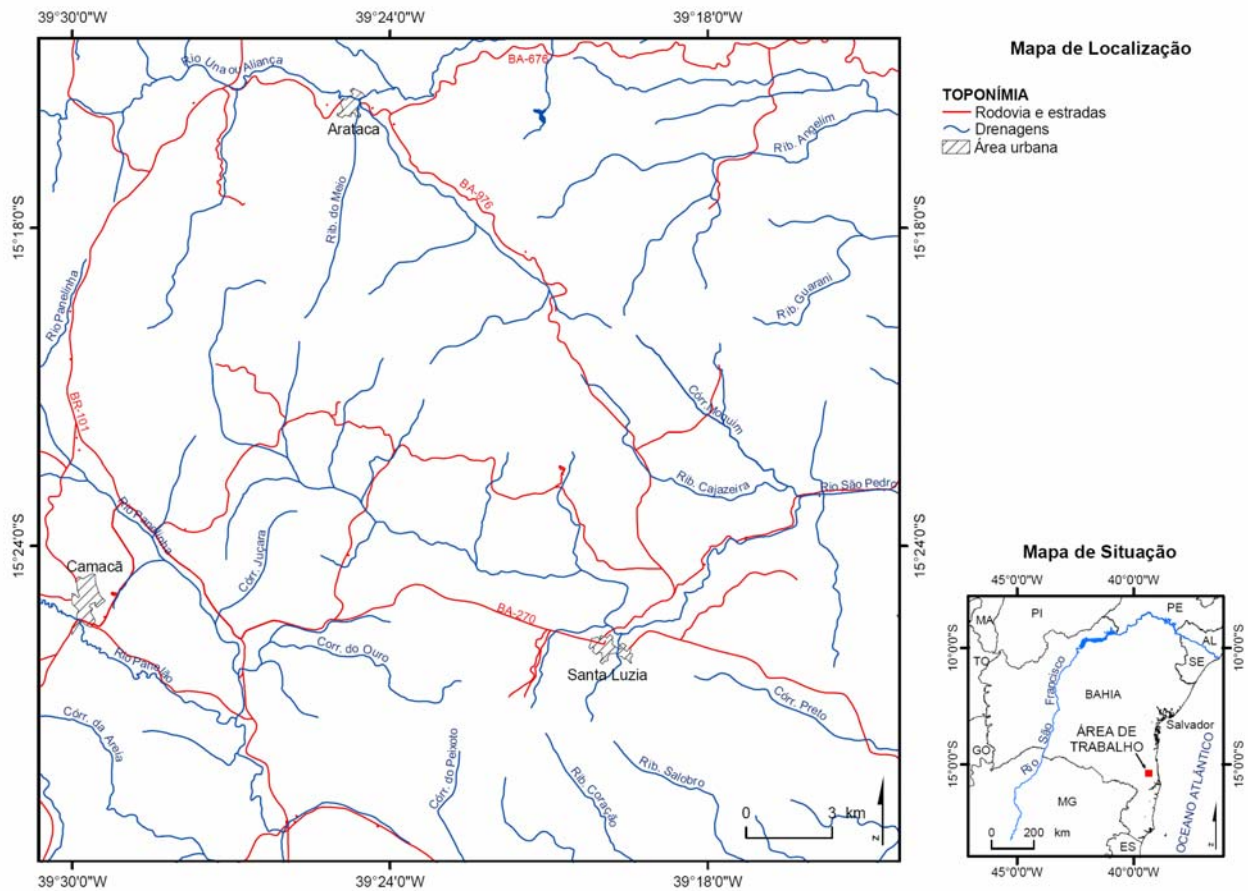 39°30'0"W
39°24'0"W
39°18'0"W
Mapa de Localização
TOPONÍMIA
Rodovia e estradas
Drenagens
Área urbana
Rio Una ou Aliança
BA-676
Arataca
Rib. Angelim
Rib. do Meio
BA-976
15°18'0"S
15°18'0"S
Rio Panelinha
Rib. Guarani
BR-101
Córr. Moquim
Rib. Cajazeira
Rio São Pedro
Rio Panelinha
Córr. Juçara
15°24'0"S
15°24'0"S
Camacã
BA-270
Corr. do Ouro
Santa Luzia
Rio Panelão
Córr. Preto
Córr. da Areia
Córr. do Peixoto
Rib. Coração
Rib. Salobro
0 3 km
z
39°30'0"W
39°24'0"W
39°18'0"W
Mapa de Situação
45°0'0"W
40°0'0"W
MA
PI
PE
AL
SE
TO
10°0'0"S
10°0'0"S
BAHIA
Rio São Francisco
Salvador
ÁREA DE
TRABALHO
GO
15°0'0"S
15°0'0"S
MG
ES
OCEANO ATLÂNTICO
0 200 km
z
45°0'0"W
40°0'0"W